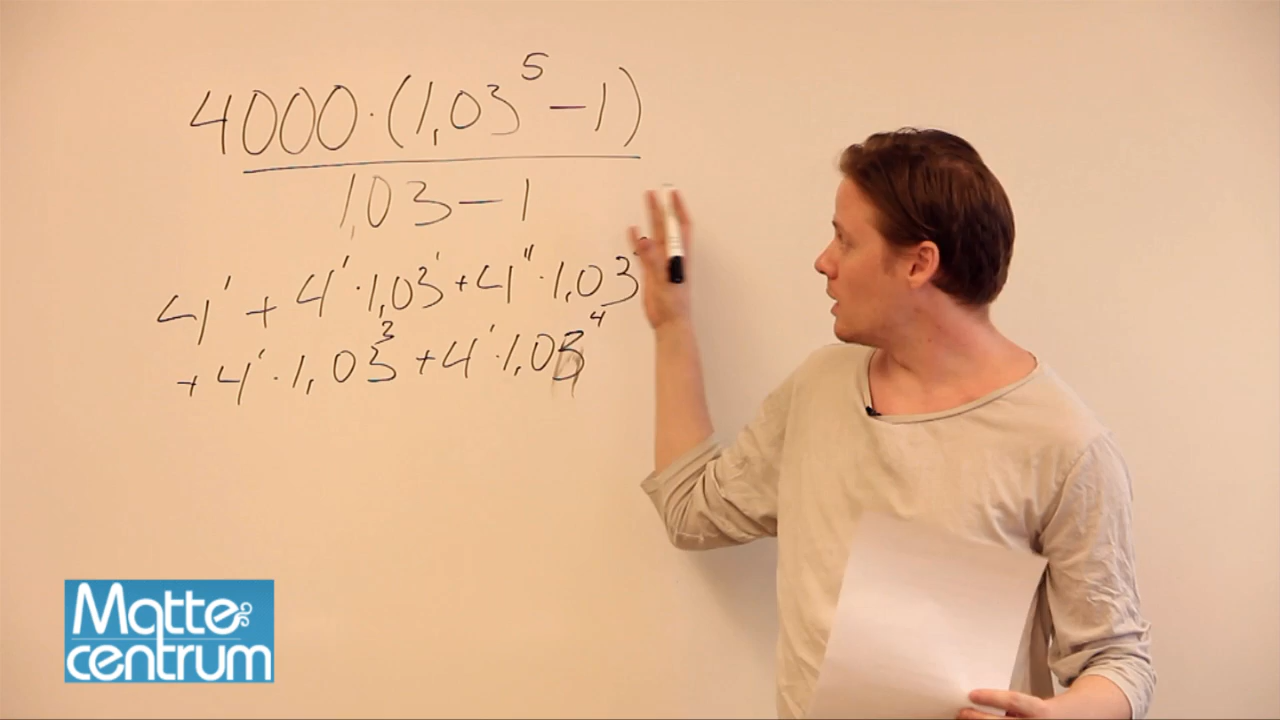 4000·(1,03⁵−1)
1,03−1
4' + 4'·1,03' + 4''·1,03
+ 4'·1,03³ + 4'·1,03⁴
Matte
centrum